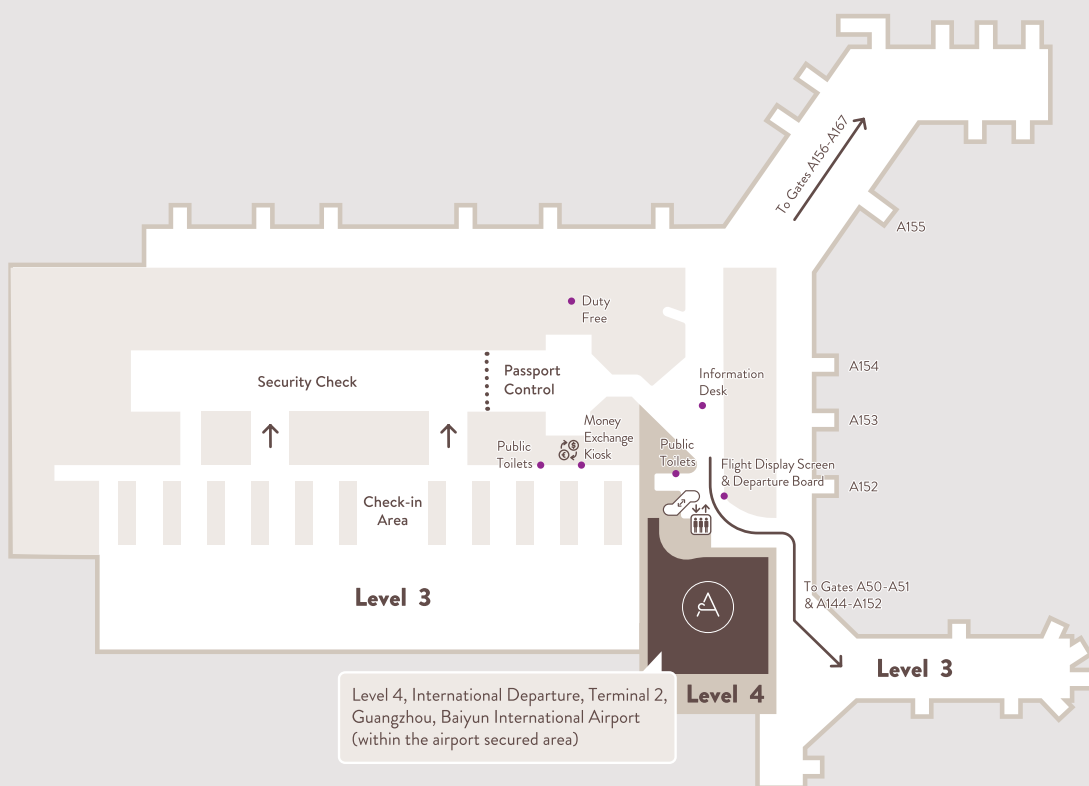 To Gates A156-A167
A155
Duty
Free
Security Check
Passport
Control
Information
Desk
A154
Money
Exchange
Kiosk
A153
Public
Toilets
Public
Toilets
Flight Display Screen
& Departure Board
A152
Check-in
Area
Level 3
To Gates A50-A51
& A144-A152
Level 3
Level 4
Level 4, International Departure, Terminal 2,
Guangzhou, Baiyun International Airport
(within the airport secured area)